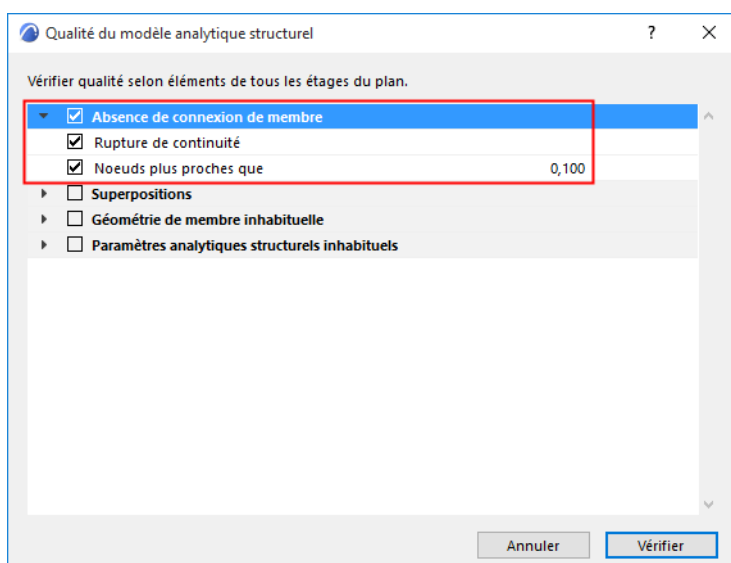 Qualité du modèle analytique structurel ?
Vérifier qualité selon éléments de tous les étages du plan.
Absence de connexion de membre
Rupture de continuité
Noeuds plus proches que 0,100
Superpositions
Géométrie de membre inhabituelle
Paramètres analytiques structurels inhabituels
Annuler Vérifier